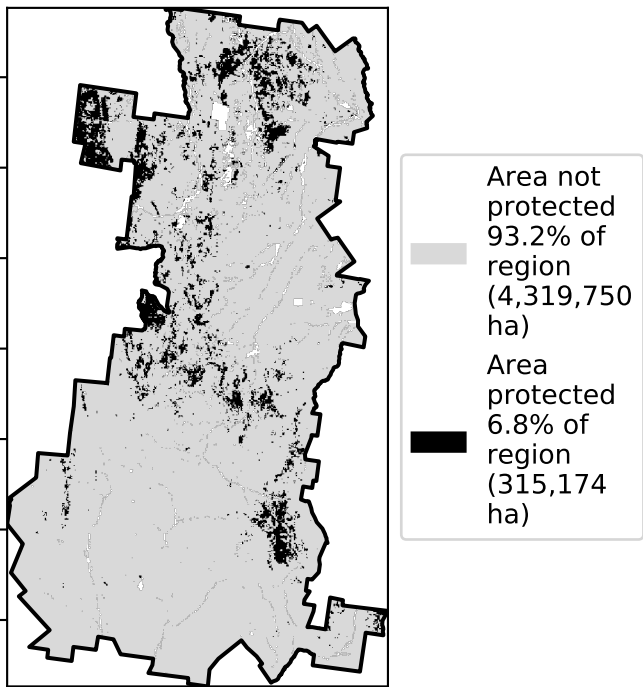 Area not
protected
93.2% of
region
(4,319,750
ha)
Area
protected
6.8% of
region
(315,174
ha)